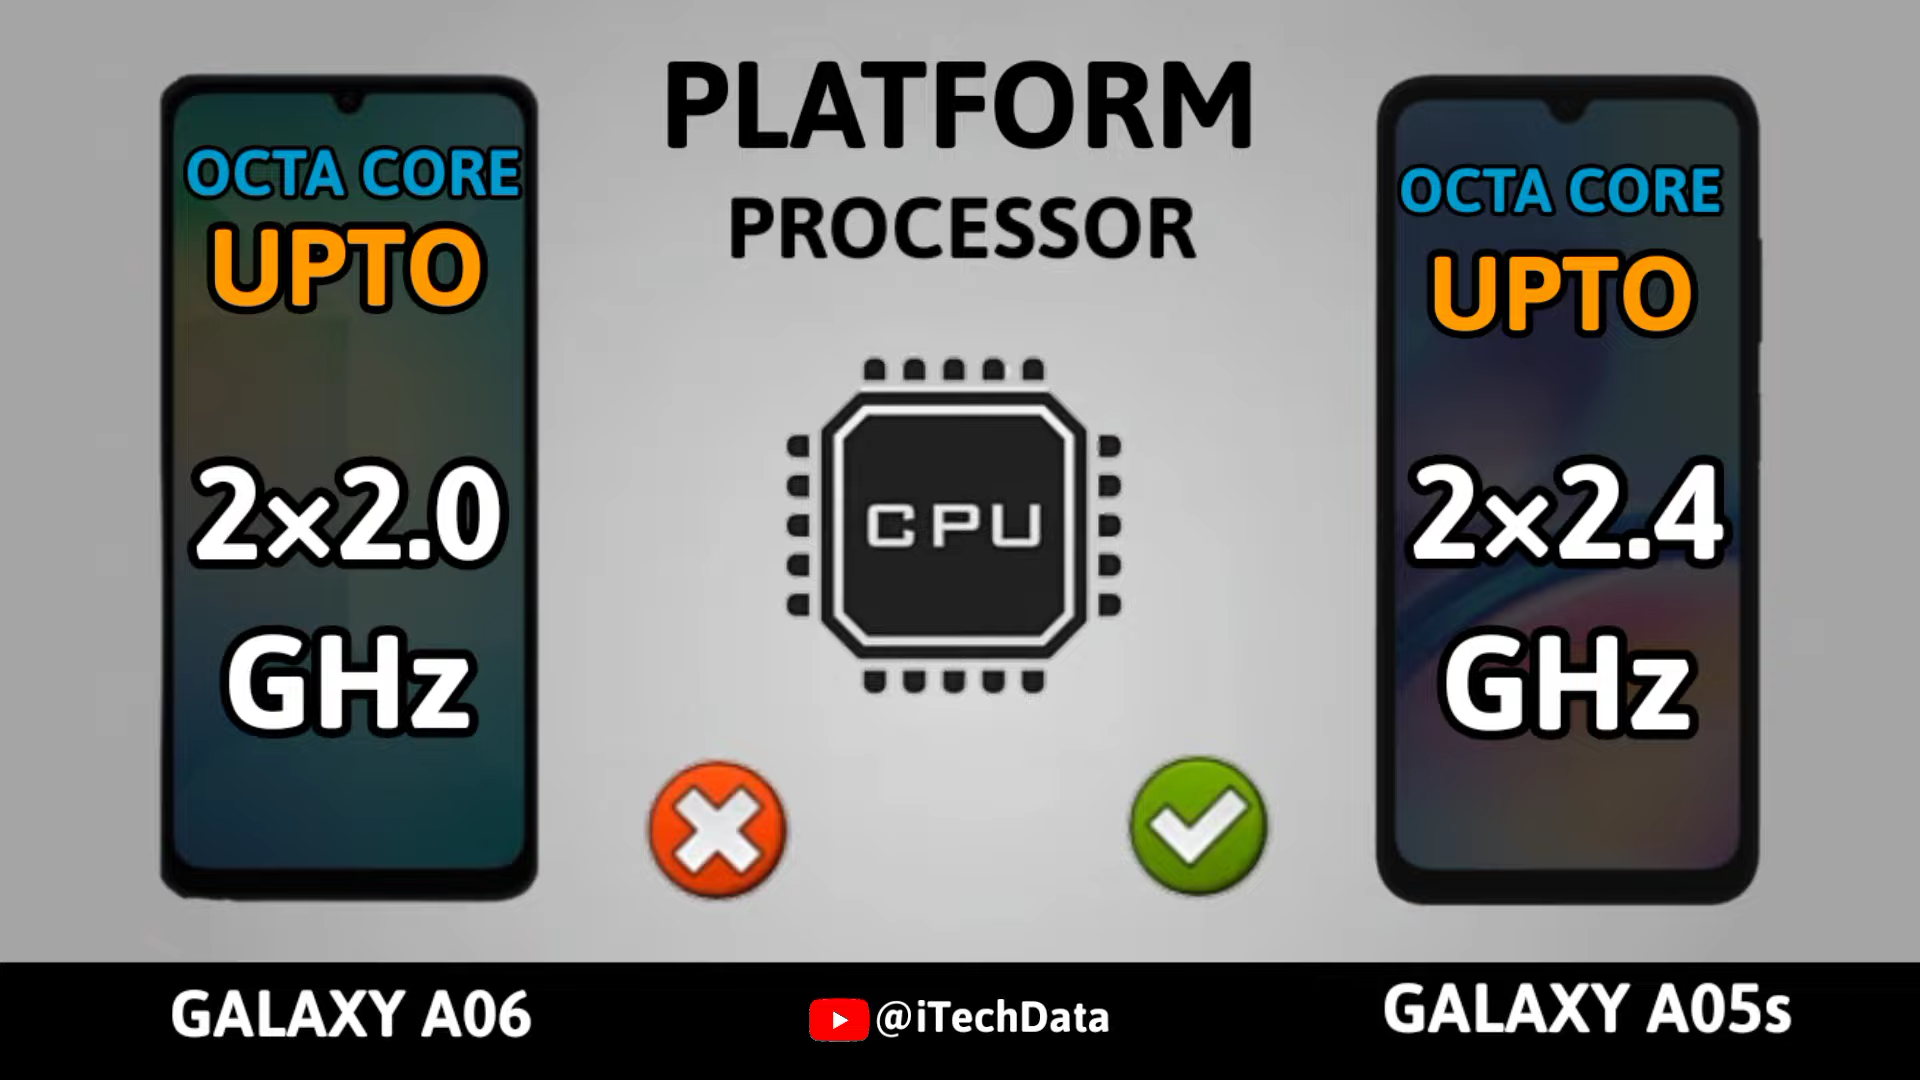 PLATFORM
PROCESSOR
OCTA CORE
UPTO
2×2.0
GHz
CPU
OCTA CORE
UPTO
2×2.4
GHz
GALAXY A06
@iTechData
GALAXY A05s